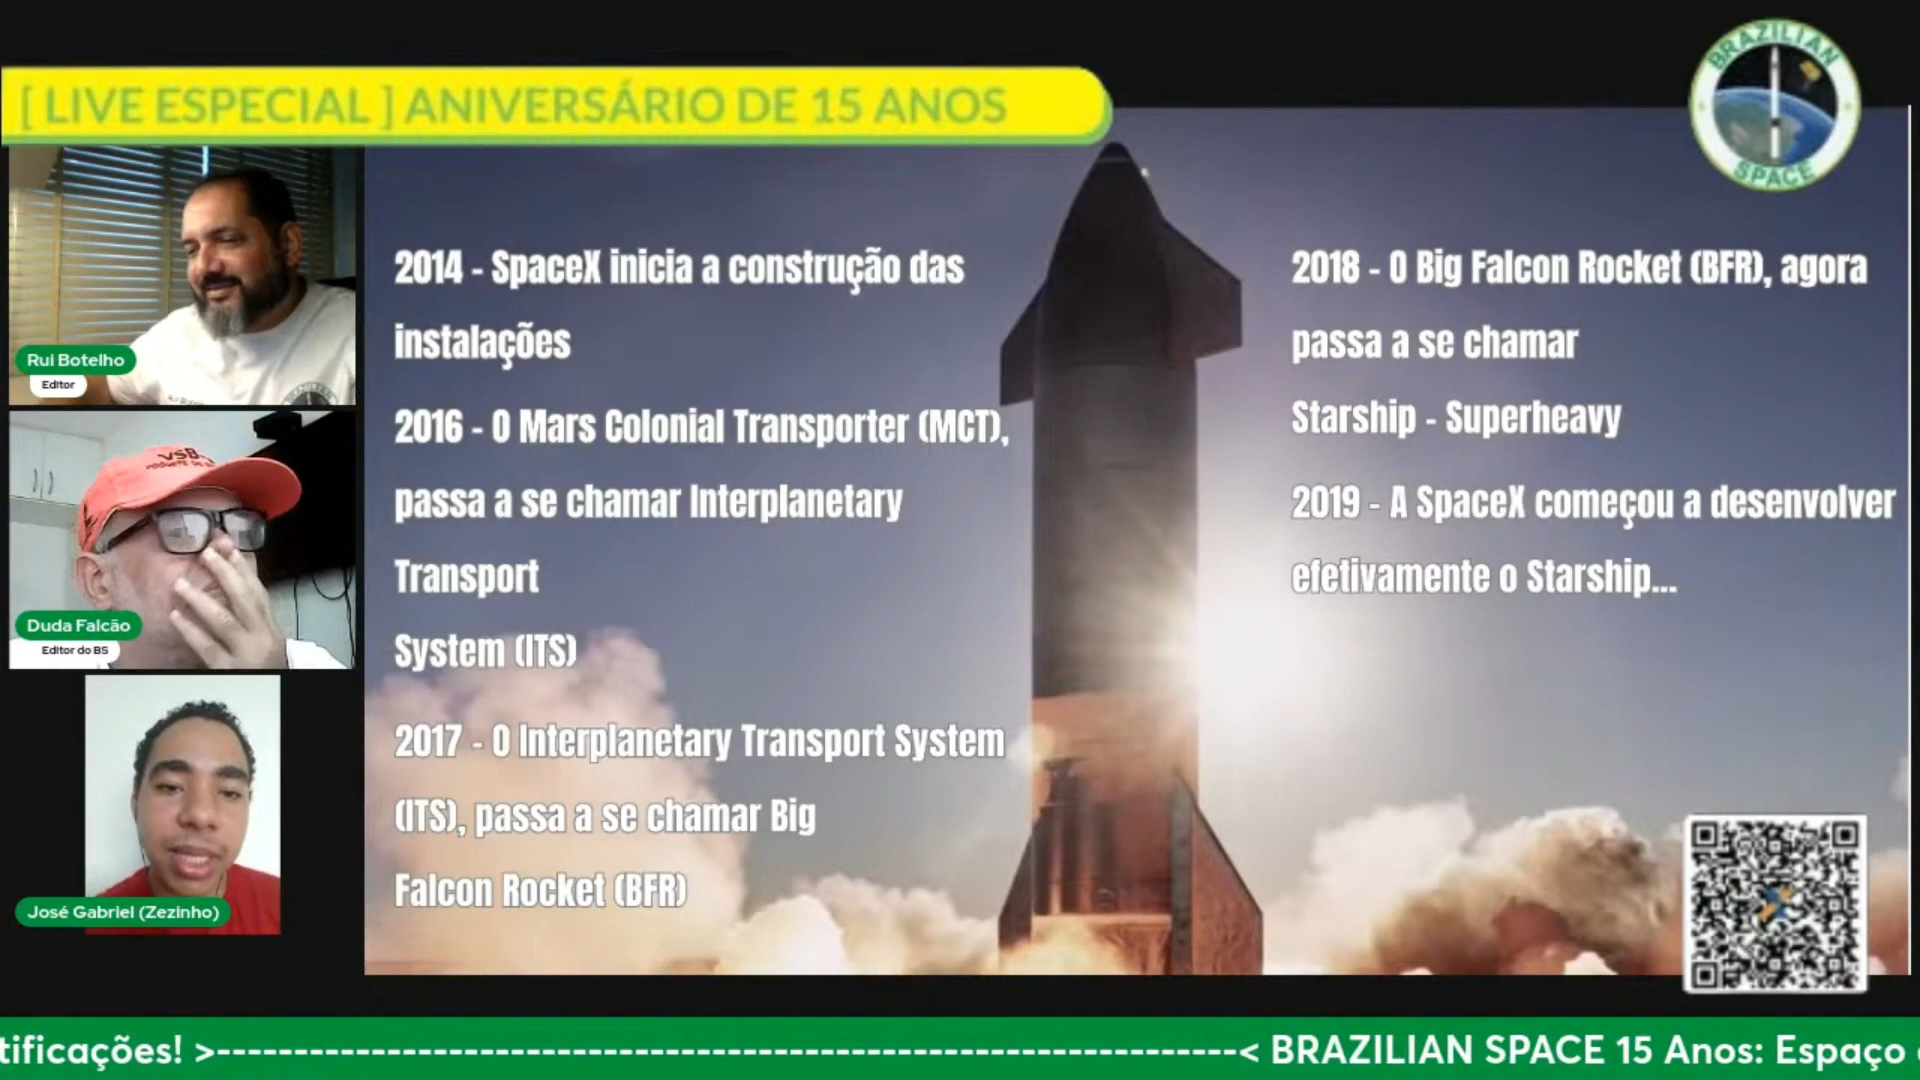 [ LIVE ESPECIAL ] ANIVERSÁRIO DE 15 ANOS
BRAZILIAN
SPACE
Rui Botelho
Editor
VSB-
Duda Falcão
Editor do BS
José Gabriel (Zezinho)
2014 - SpaceX inicia a construção das
instalações
2016 - O Mars Colonial Transporter (MCT),
passa a se chamar Interplanetary
Transport
System (ITS)
2017 - O Interplanetary Transport System
(ITS), passa a se chamar Big
Falcon Rocket (BFR)
2018 - O Big Falcon Rocket (BFR), agora
passa a se chamar
Starship - Superheavy
2019 - A SpaceX começou a desenvolver
efetivamente o Starship...
tificações! >------------------------------------------------------------------< BRAZILIAN SPACE 15 Anos: Espaço